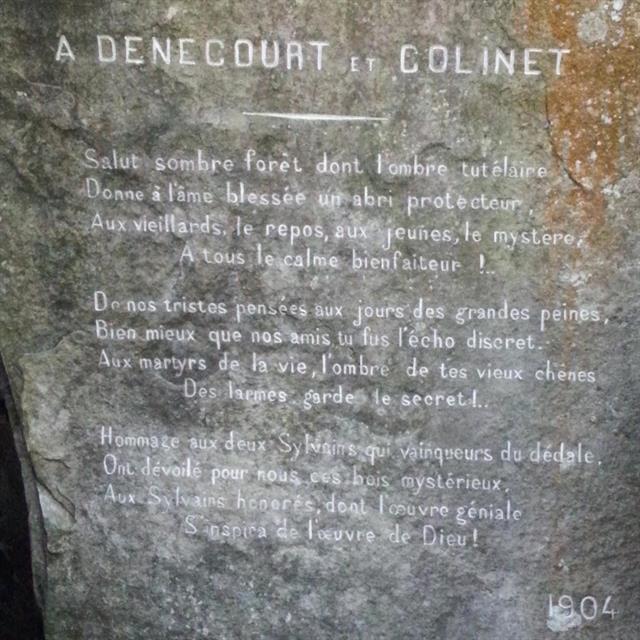 A DENECOURT ET COLINET
Salut sombre forêt dont l'ombre tutélaire
Donne à l'âme blessée un abri protecteur,
Aux vieillards, le repos, aux jeunes, le mystère,
A tous le calme bienfaiteur !..
De nos tristes pensées aux jours des grandes peines,
Bien mieux que nos amis, tu fus l'écho discret.
Aux martyrs de la vie, l'ombre de tes vieux chênes
Des larmes garde le secret !..
Hommage aux deux Sylvains qui vainqueurs du dédale,
Ont dévoilé pour nous ces bois mystérieux,
Aux Sylvains honorés, dont l'œuvre géniale
S'inspira de l'œuvre de Dieu !
1904